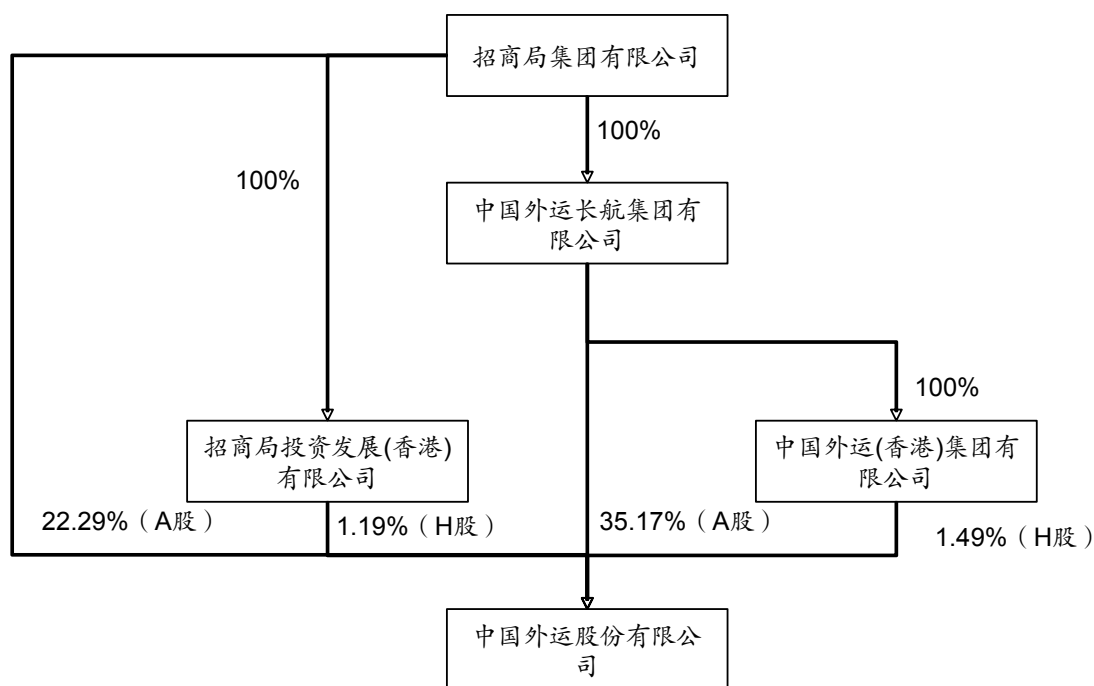 招商局集团有限公司
100%
100%
中国外运长航集团有
限公司
100%
招商局投资发展(香港)
有限公司
中国外运(香港)集团有
限公司
22.29%（A股）
1.19%（H股）
35.17%（A股）
1.49%（H股）
中国外运股份有限公
司